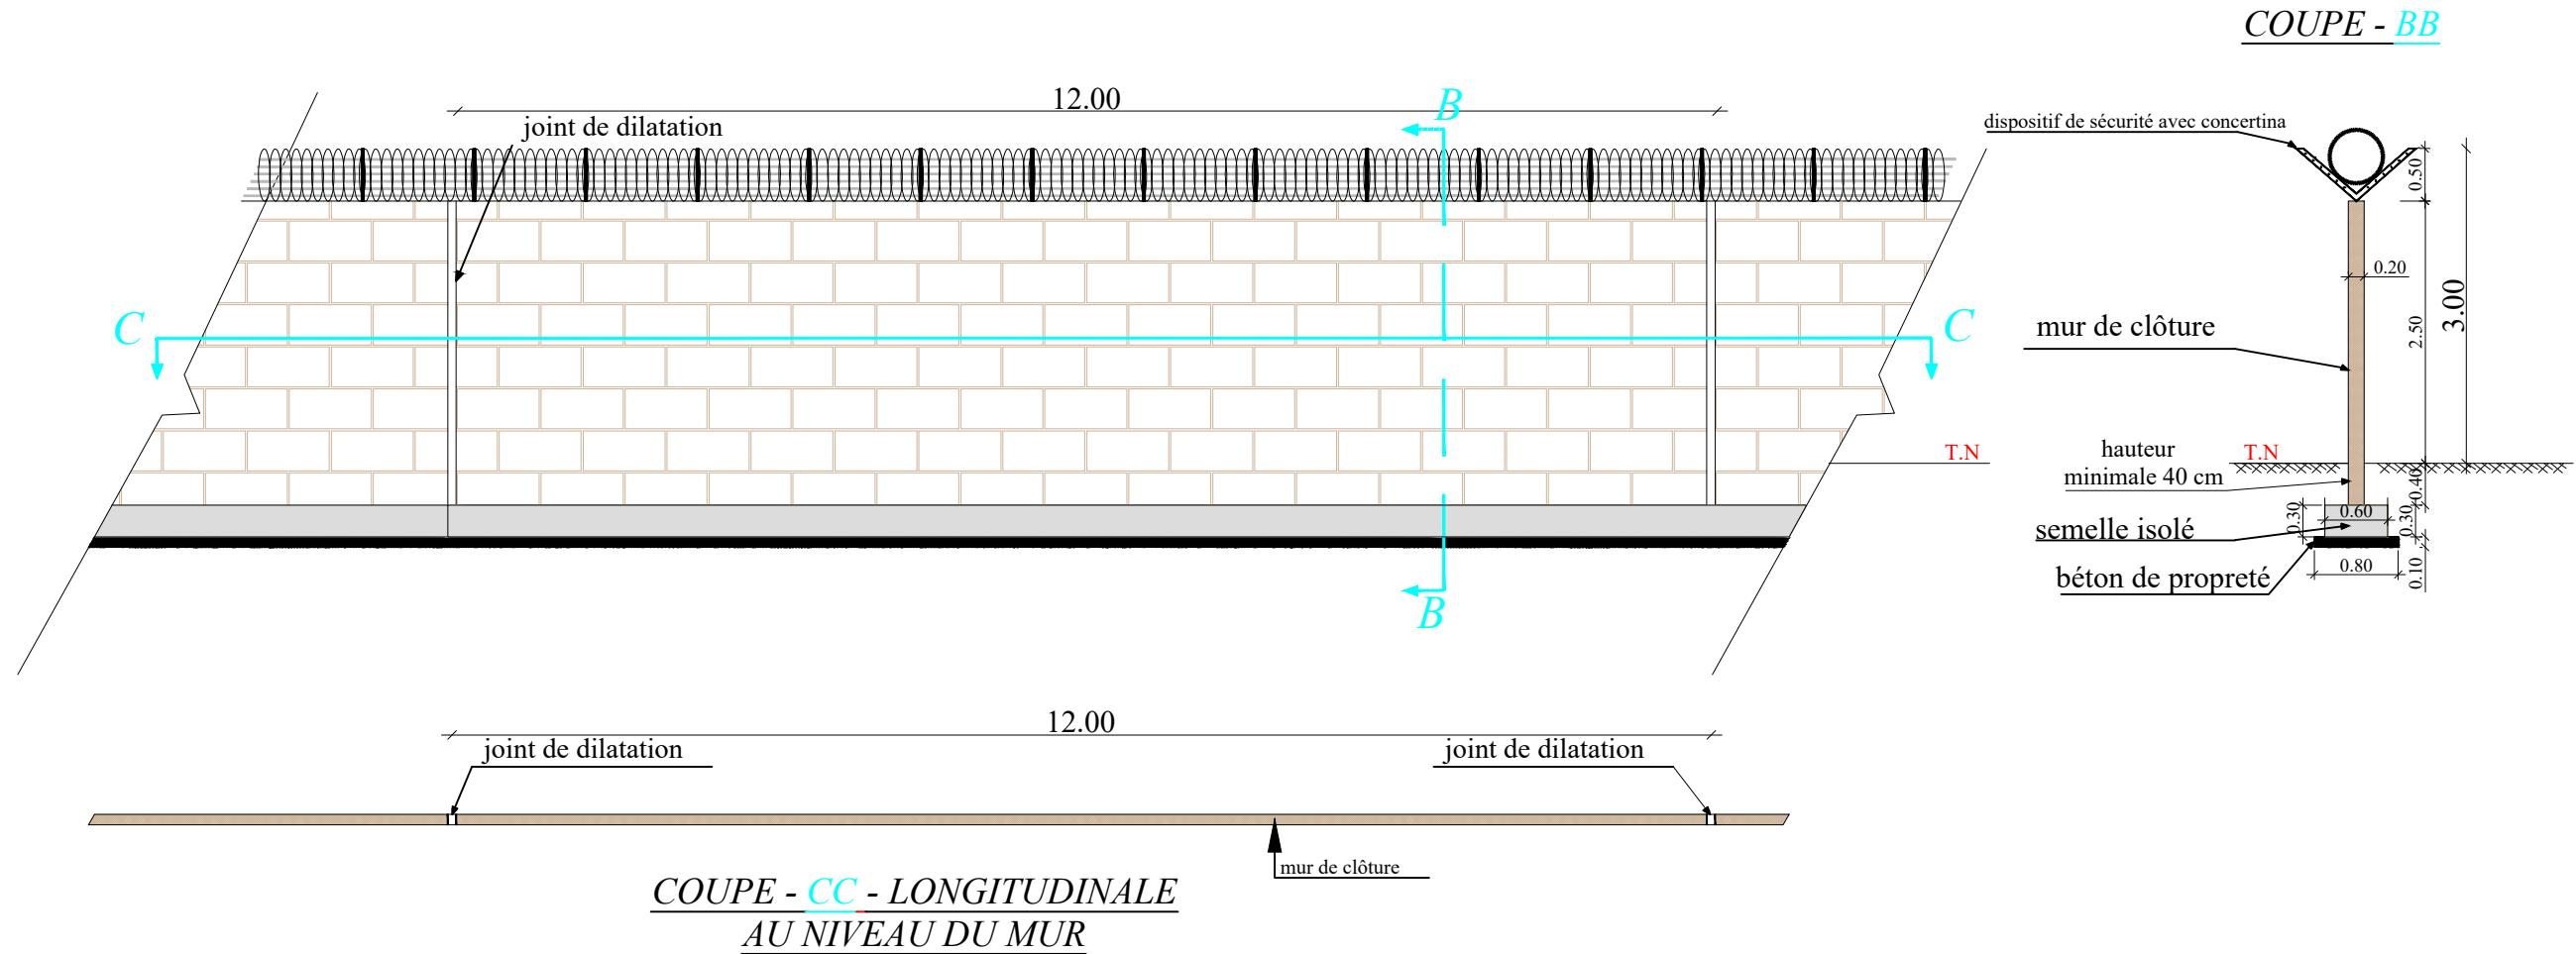 COUPE - BB
12.00
joint de dilatation
B
dispositif de sécurité avec concertina
0.50
0.20
3.00
2.50
mur de clôture
C
C
T.N
hauteur
minimale 40 cm
T.N
0.40
0.30
0.60
0.30
semelle isolé
béton de propreté
0.80
0.10
B
12.00
joint de dilatation
joint de dilatation
mur de clôture
COUPE - CC - LONGITUDINALE
AU NIVEAU DU MUR